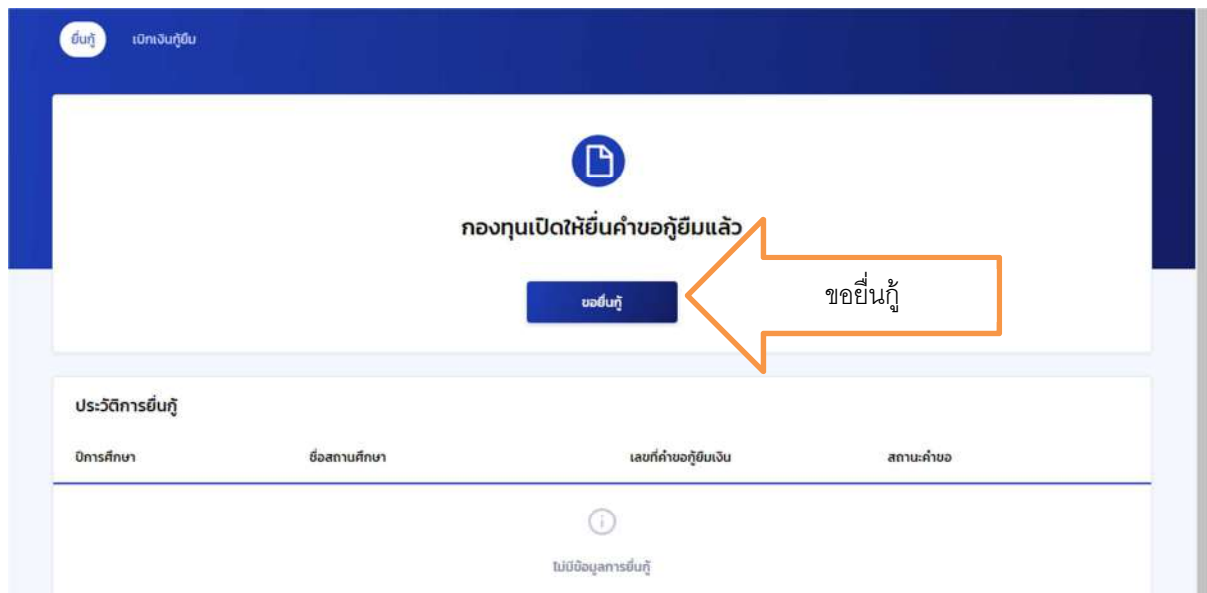 ยื่นกู้ เบิกเงินกู้ยืม
กองทุนเปิดให้ยื่นคำขอกู้ยืมแล้ว
ขอยื่นกู้
ขอยื่นกู้
ประวัติการยื่นกู้
ปีการศึกษา ชื่อสถานศึกษา เลขที่คำขอกู้ยืมเงิน สถานะคำขอ
ไม่มีข้อมูลการยื่นกู้